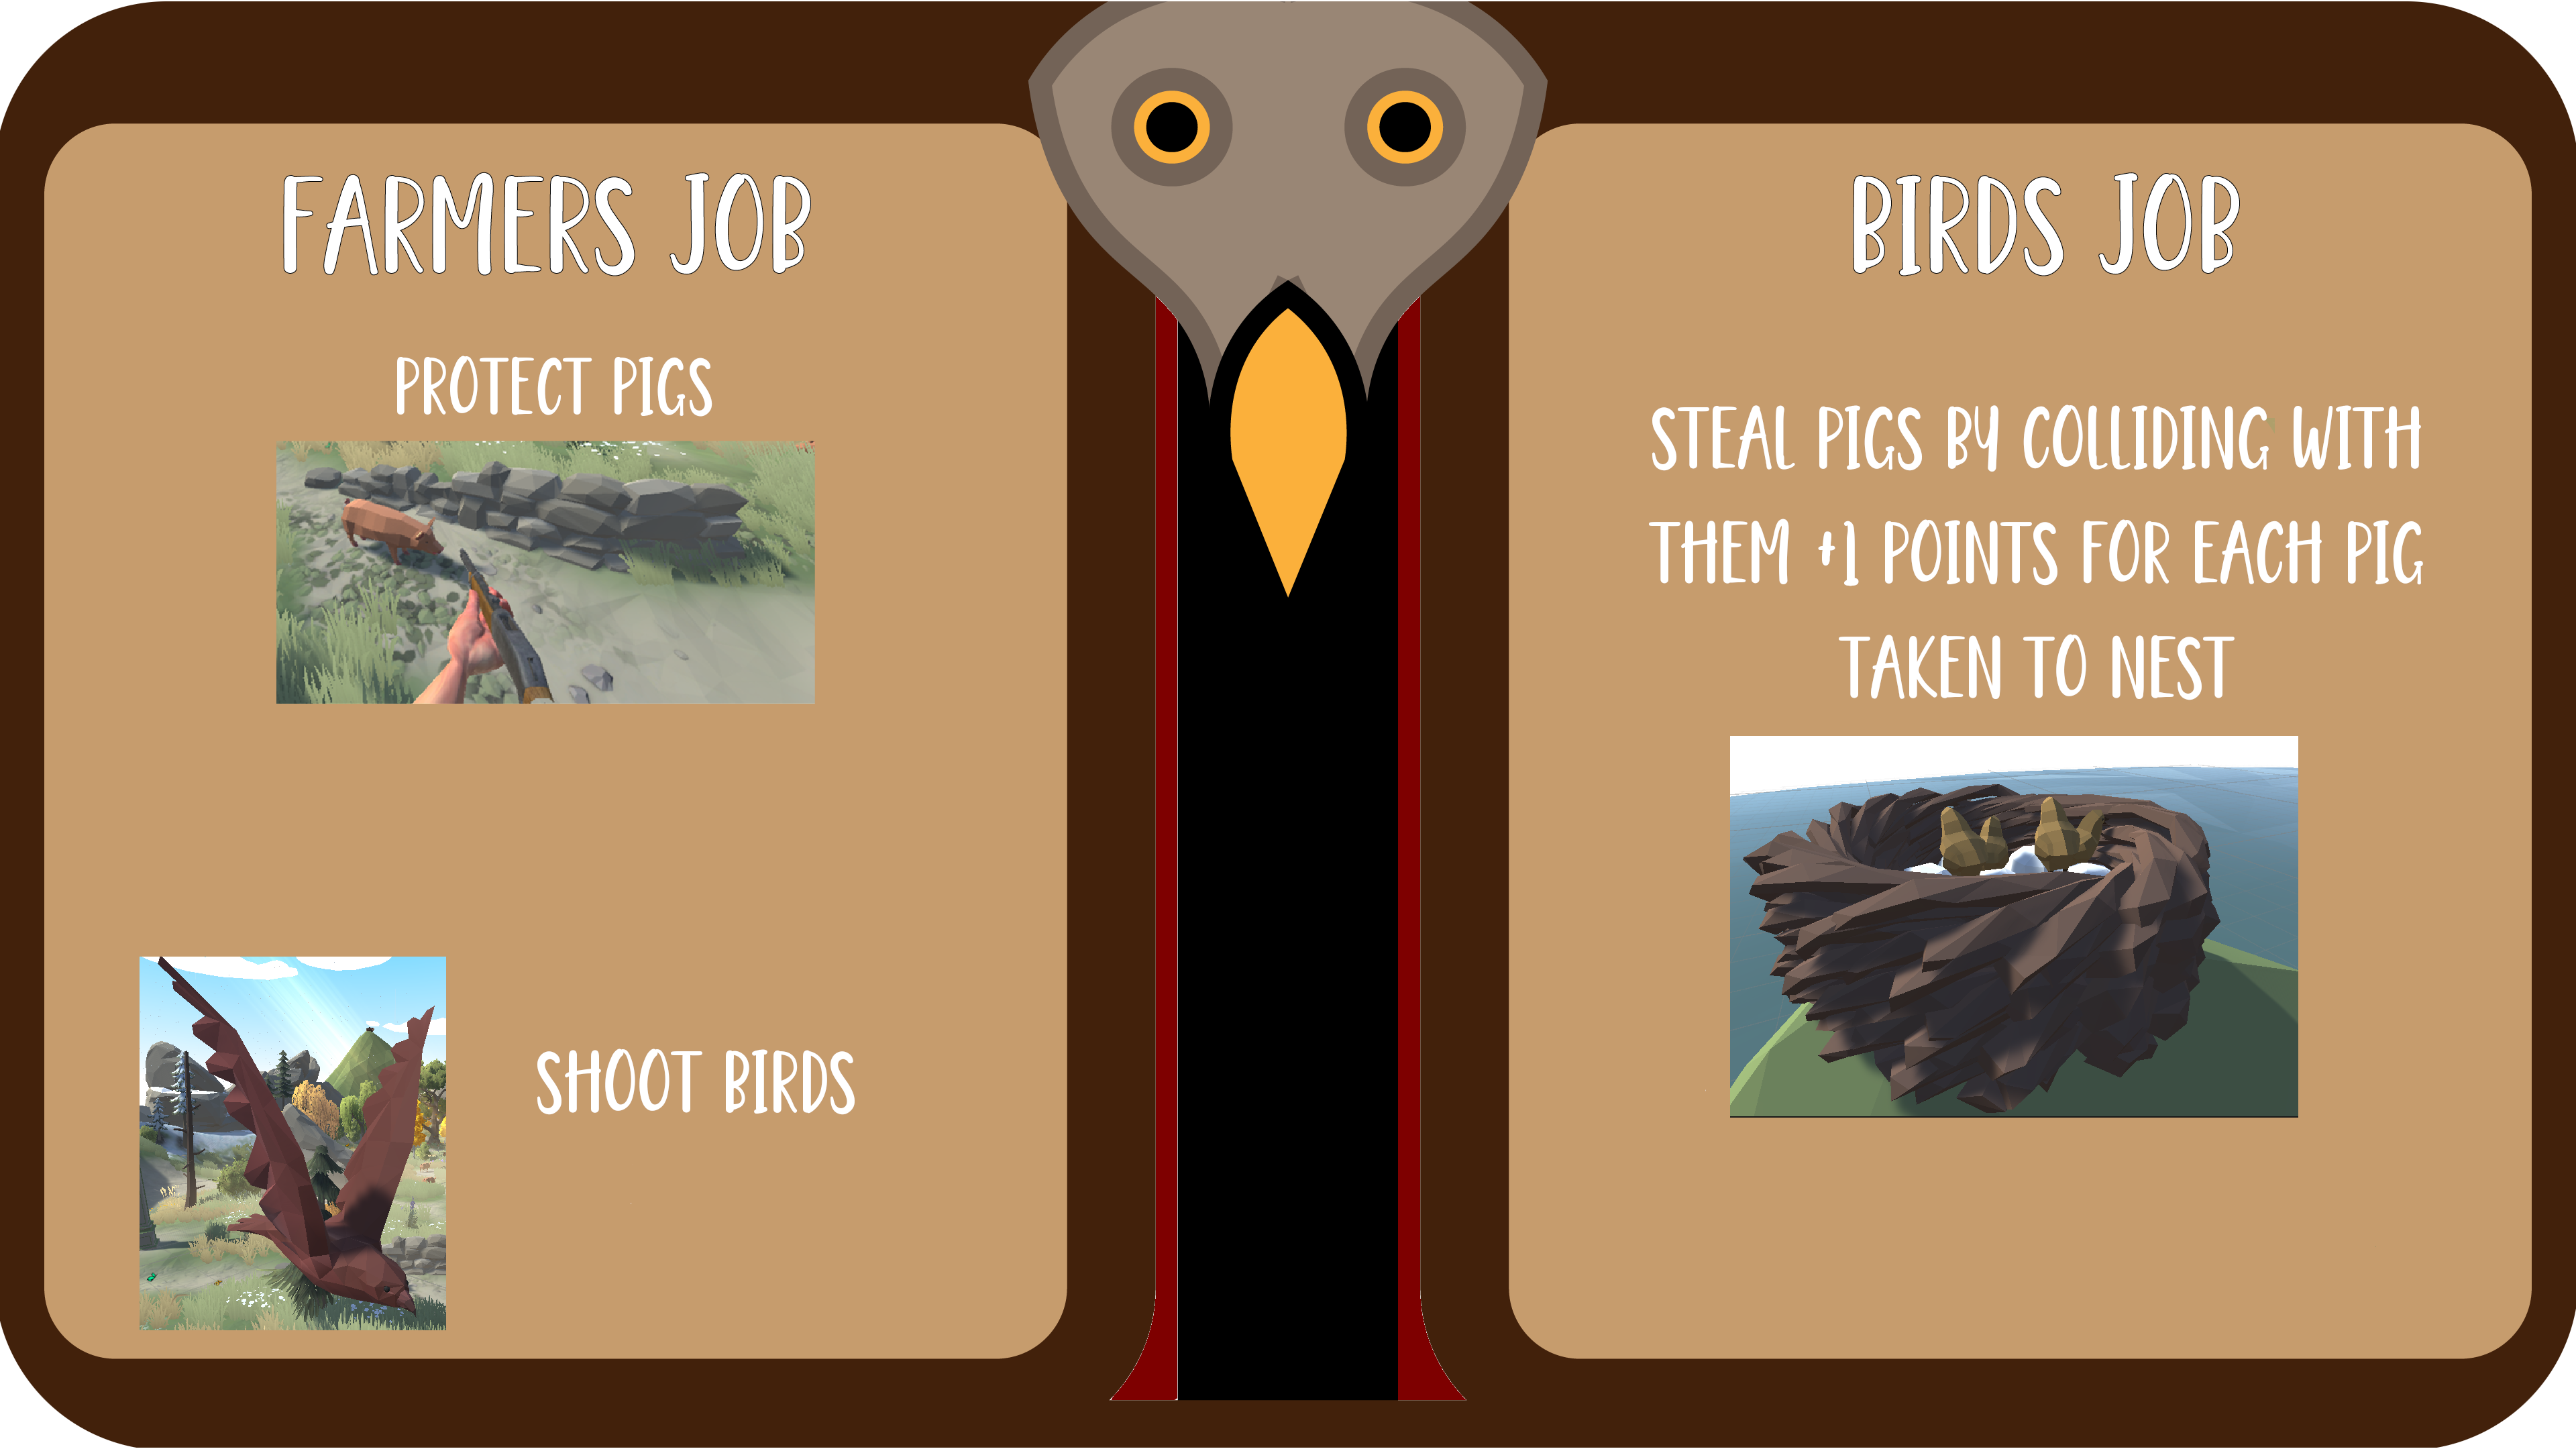 FARMERS JOB
PROTECT PIGS
SHOOT BIRDS
BIRDS JOB
STEAL PIGS BY COLLIDING WITH
THEM +1 POINTS FOR EACH PIG
TAKEN TO NEST